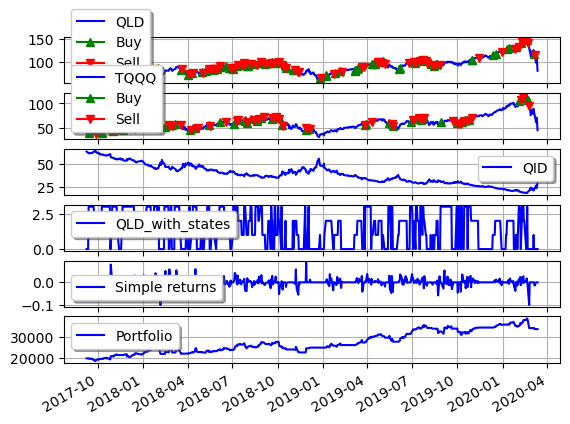 QLD
Buy
Sell
150
100
TQQQ
Buy
Sell
100
50
50
25
QID
2.5
0.0
QLD_with_states
0.0
−0.1
Simple returns
30000
20000
Portfolio
2017-10
2018-01
2018-04
2018-07
2018-10
2019-01
2019-04
2019-07
2019-10
2020-01
2020-04